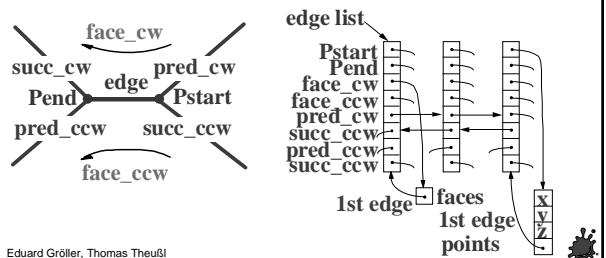 face_cw
succ_cw
pred_cw
edge
Pend
Pstart
pred_ccw
succ_ccw
face_ccw
edge list
Pstart
Pend
face_cw
face_ccw
pred_cw
succ_ccw
pred_ccw
succ_ccw
1st edge
faces
1st edge
points
x
y
z
Eduard Gröller, Thomas Theußl